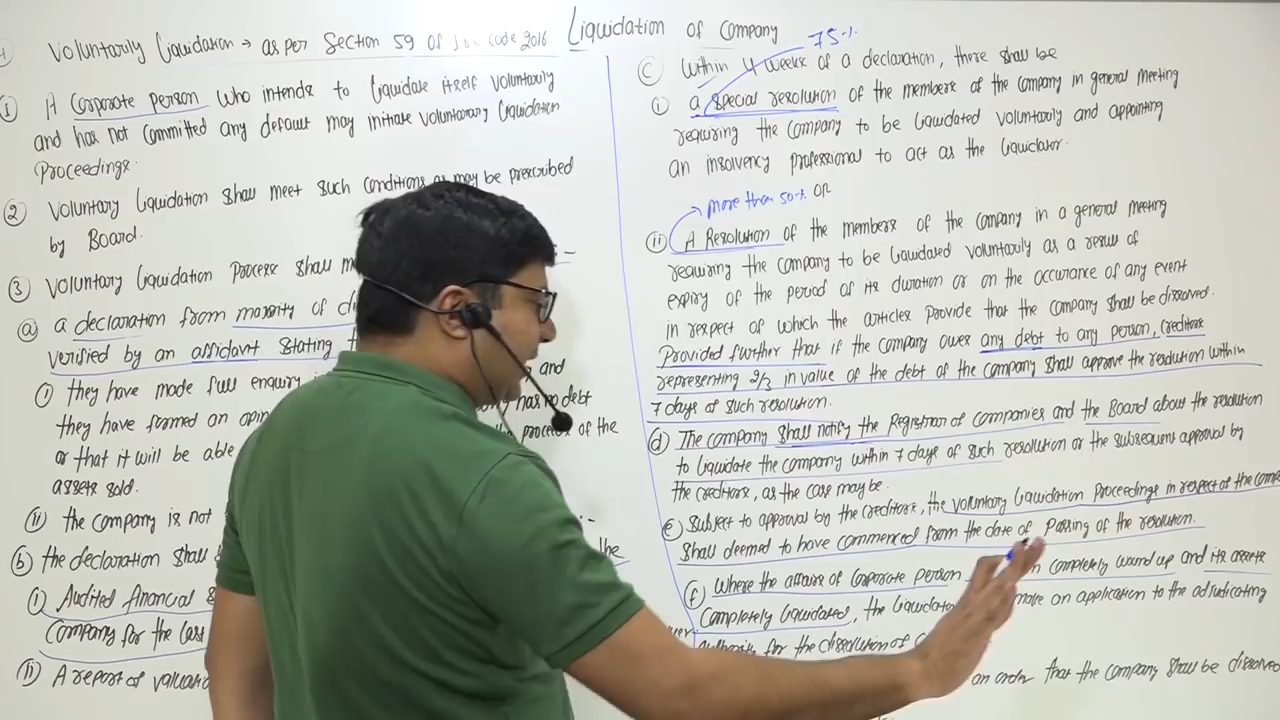 Liquidation of Company
Voluntarily Liquidation → as per Section 59 of Code 2016
① A Corporate person who intends to liquidate itself voluntarily
and has not committed any default may initiate voluntarary liquidation
Proceedings.
② Voluntary liquidation shall meet such conditions as may be prescribed
by Board.
③ Voluntary liquidation Process shall
ⓐ a declaration from majority of
verified by an affidavit stating
ⓘ they have made full enquiry and
they have formed an has no debt
or that it will be able process of the
assets sold.
ⓘⓘ the company is not
ⓑ the declaration shall the
ⓘ Audited financial
Company for the last
ⓘⓘ A report of
ⓒ Within 4 weeks of a declaration, there shall be
75%
ⓘ a special resolution of the members of the company in general meeting
requiring the company to be liquidated voluntarily and appointing
an insolvency professional to act as the liquidator.
more than 50% OR
ⓘⓘ A Resolution of the members of the company in a general meeting
requiring the company to be liquidated voluntarily as a result of
expiry of the period of its duration or on the occurance of any event
in respect of which the articles provide that the company shall be dissolved.
Provided further that if the company owes any debt to any person, creditors
representing 2/3 in value of the debt of the company shall approve the resolution within
7 days of such resolution.
ⓓ The company shall notify the Registrar of companies and the Board about the resolution
to liquidate the company within 7 days of such resolution or the subsequent approval by
the creditors, as the case may be.
ⓔ Subject to approval by the creditors, the voluntary liquidation Proceedings in respect of the
shall deemed to have commenced from the date of Passing of the resolution.
ⓕ Where the affairs of corporate person completely wound up and its assets
Completely liquidated, the make an application to the adjudicating
authority for the dissolution of
an order that the company shall be dissolved